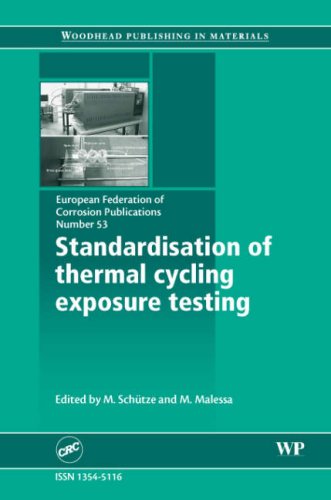 WOODHEAD PUBLISHING IN MATERIALS
European Federation of
Corrosion Publications
Number 53
Standardisation of
thermal cycling
exposure testing
Edited by M. Schütze and M. Malessa
CRC
WP
ISSN 1354-5116